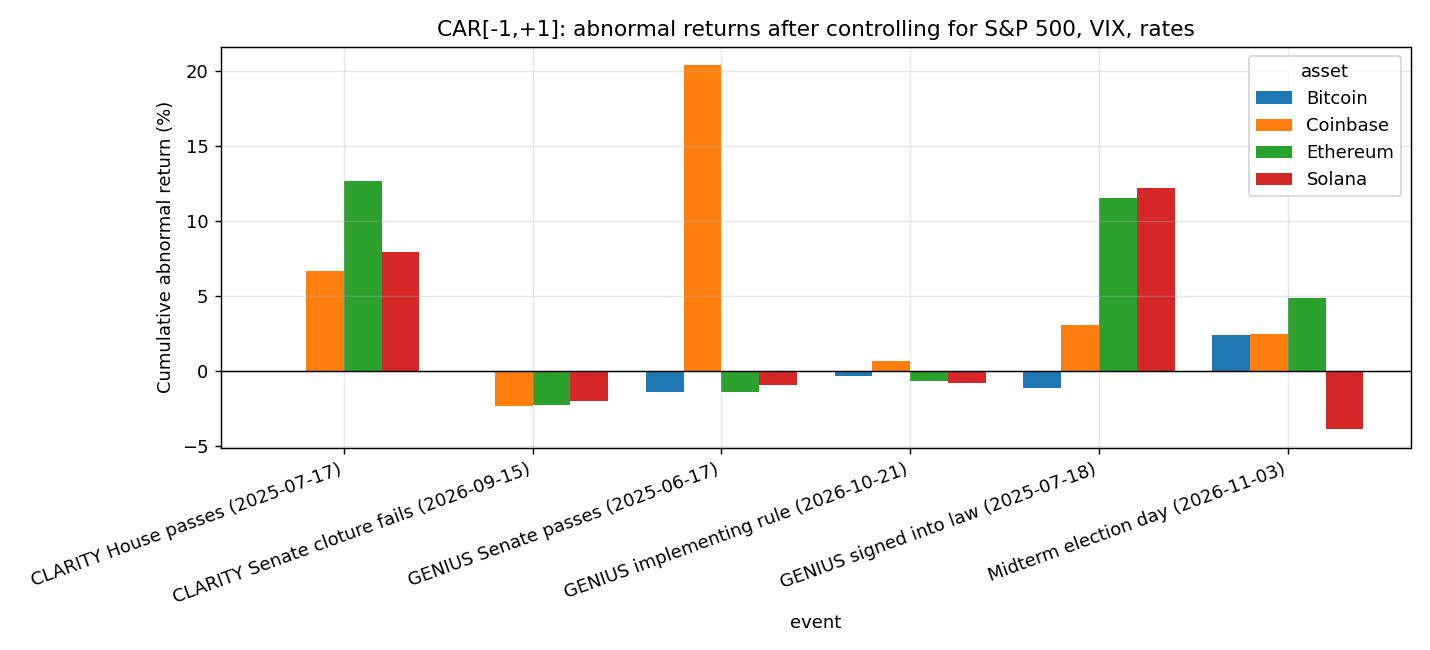 CAR[-1,+1]: abnormal returns after controlling for S&P 500, VIX, rates
Cumulative abnormal return (%)
20
15
10
5
0
−5
asset
Bitcoin
Coinbase
Ethereum
Solana
CLARITY House passes (2025-07-17)
CLARITY Senate cloture fails (2026-09-15)
GENIUS Senate passes (2025-06-17)
GENIUS implementing rule (2026-10-21)
GENIUS signed into law (2025-07-18)
Midterm election day (2026-11-03)
event